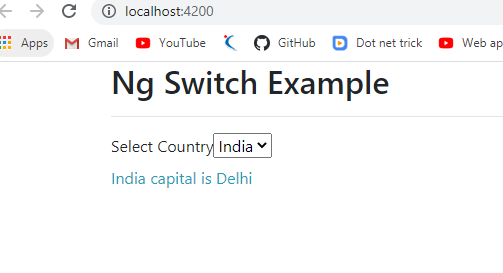 localhost:4200
Apps Gmail YouTube GitHub Dot net trick Web ap
Ng Switch Example
Select Country India
India capital is Delhi